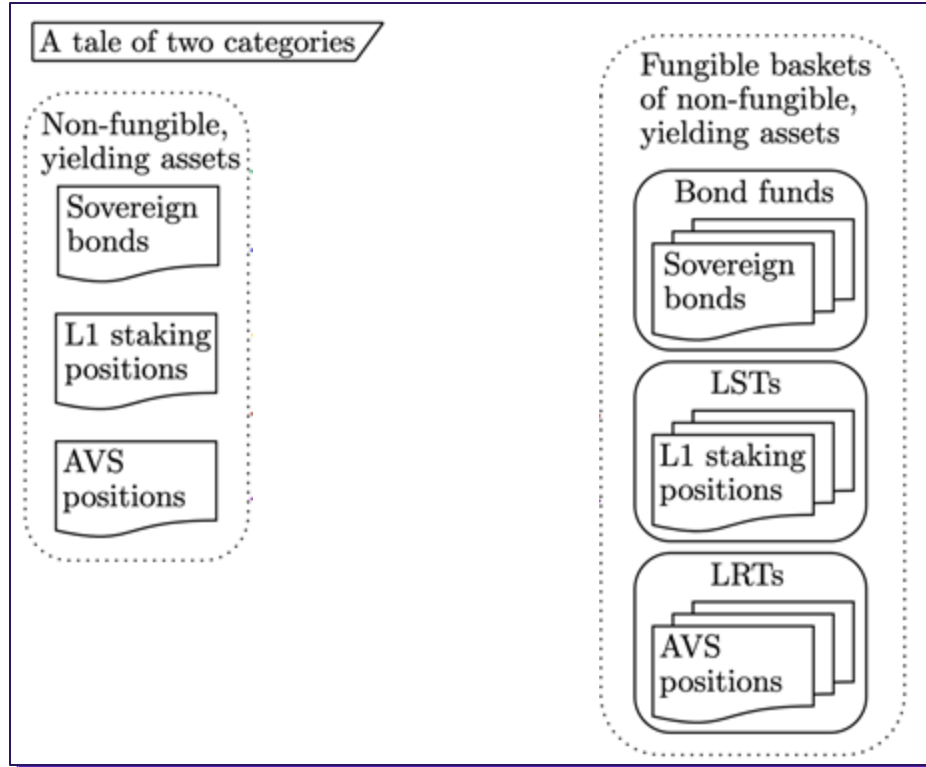 A tale of two categories
Non-fungible,
yielding assets
Sovereign
bonds
L1 staking
positions
AVS
positions
Fungible baskets
of non-fungible,
yielding assets
Bond funds
Sovereign
bonds
LSTs
L1 staking
positions
LRTs
AVS
positions